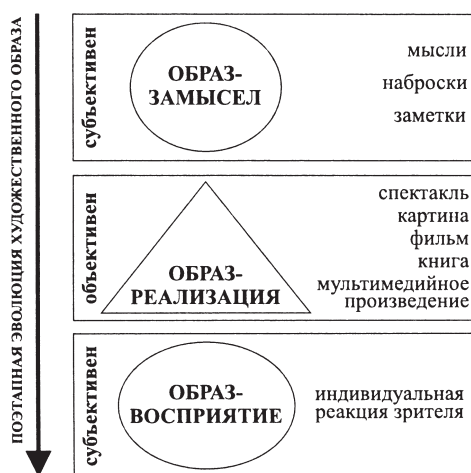 ПОЭТАПНАЯ ЭВОЛЮЦИЯ ХУДОЖЕСТВЕННОГО ОБРАЗА
субъективен
ОБРАЗ-
ЗАМЫСЕЛ
мысли
наброски
заметки
объективен
ОБРАЗ-
РЕАЛИЗАЦИЯ
спектакль
картина
фильм
книга
мультимедийное
произведение
субъективен
ОБРАЗ-
ВОСПРИЯТИЕ
индивидуальная
реакция зрителя